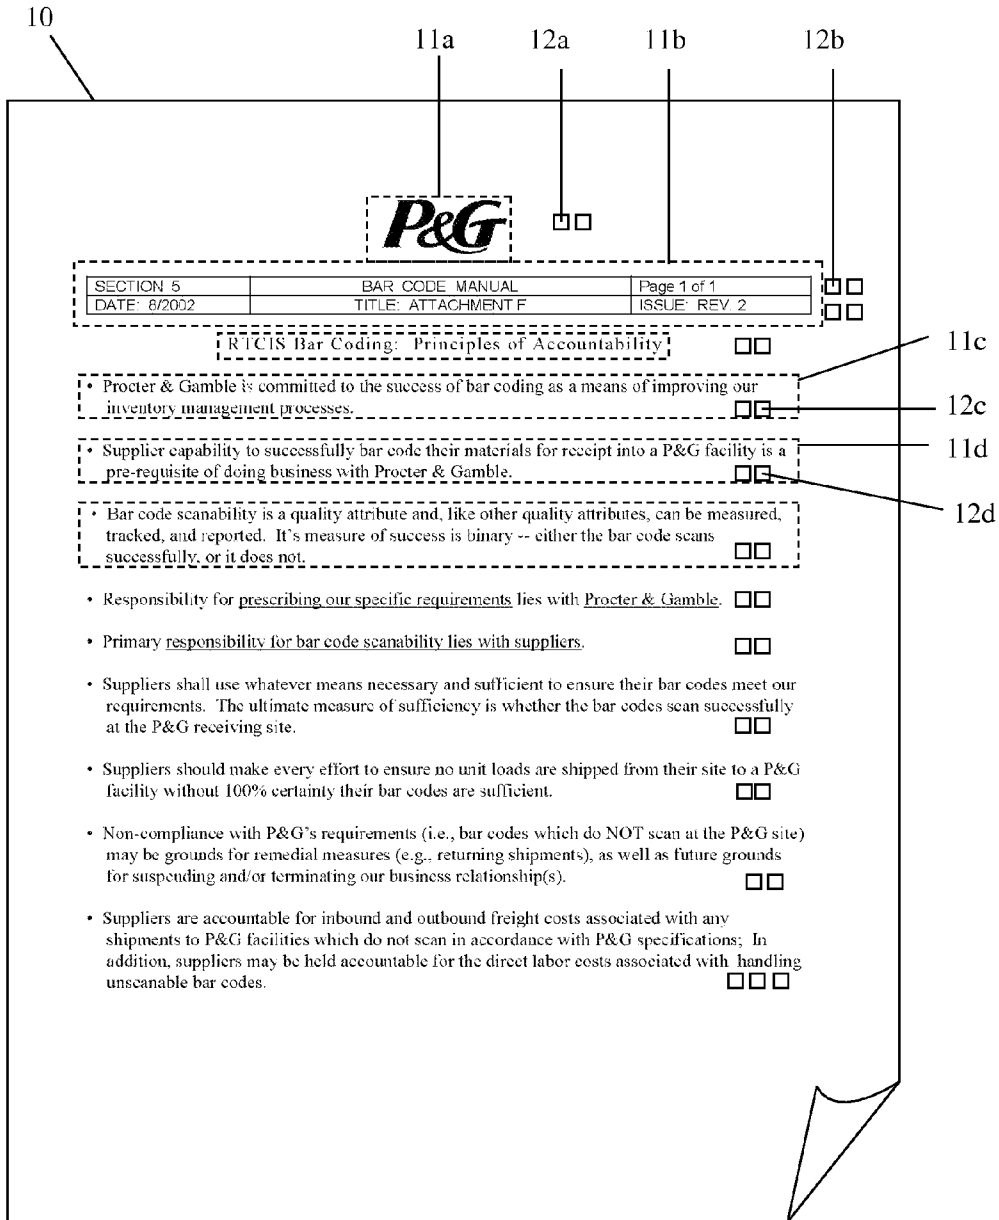 10
11a 12a 11b 12b
P&G
SECTION 5 BAR CODE MANUAL Page 1 of 1
DATE: 8/2002 TITLE: ATTACHMENT F ISSUE: REV. 2
RTCIS Bar Coding: Principles of Accountability
11c
• Procter & Gamble is committed to the success of bar coding as a means of improving our
inventory management processes.
12c
• Supplier capability to successfully bar code their materials for receipt into a P&G facility is a
11d
pre-requisite of doing business with Procter & Gamble.
12d
• Bar code scanability is a quality attribute and, like other quality attributes, can be measured,
tracked, and reported. It's measure of success is binary -- either the bar code scans
successfully, or it does not.
• Responsibility for prescribing our specific requirements lies with Procter & Gamble.
• Primary responsibility for bar code scanability lies with suppliers.
• Suppliers shall use whatever means necessary and sufficient to ensure their bar codes meet our
requirements. The ultimate measure of sufficiency is whether the bar codes scan successfully
at the P&G receiving site.
• Suppliers should make every effort to ensure no unit loads are shipped from their site to a P&G
facility without 100% certainty their bar codes are sufficient.
• Non-compliance with P&G's requirements (i.e., bar codes which do NOT scan at the P&G site)
may be grounds for remedial measures (e.g., returning shipments), as well as future grounds
for suspending and/or terminating our business relationship(s).
• Suppliers are accountable for inbound and outbound freight costs associated with any
shipments to P&G facilities which do not scan in accordance with P&G specifications; In
addition, suppliers may be held accountable for the direct labor costs associated with handling
unscanable bar codes.